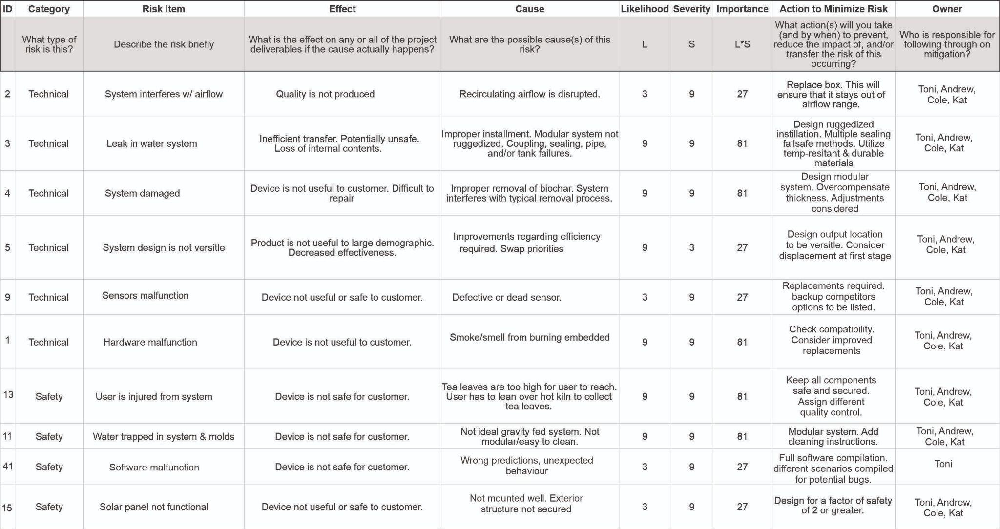 ID Category Risk Item Effect Cause Likelihood Severity Importance Action to Minimize Risk Owner
What type of
risk is this?
Describe the risk briefly
What is the effect on any or all of the project
deliverables if the cause actually happens?
What are the possible cause(s) of this
risk?
L
S
L*S
What action(s) will you take
(and by when) to prevent,
reduce the impact of, and/or
transfer the risk of this
occurring?
Who is responsible for
following through on
mitigation?
2
Technical
System interferes w/ airflow
Quality is not produced
Recirculating airflow is disrupted.
3
9
27
Replace box. This will
ensure that it stays out of
airflow range.
Toni, Andrew,
Cole, Kat
3
Technical
Leak in water system
Inefficient transfer. Potentially unsafe.
Loss of internal contents.
Improper installment. Modular system not
ruggedized. Coupling, sealing, pipe,
and/or tank failures.
9
9
81
Design ruggedized
instillation. Multiple sealing
failsafe methods. Utilize
temp-resitant & durable
materials
Toni, Andrew,
Cole, Kat
4
Technical
System damaged
Device is not useful to customer. Difficult to
repair
Improper removal of biochar. System
interferes with typical removal process.
9
9
81
Design modular
system. Overcompensate
thickness. Adjustments
considered
Toni, Andrew,
Cole, Kat
5
Technical
System design is not versitle
Product is not useful to large demographic.
Decreased effectiveness.
Improvements regarding efficiency
required. Swap priorities
9
3
27
Design output location
to be versitle. Consider
displacement at first stage
Toni, Andrew,
Cole, Kat
9
Technical
Sensors malfunction
Device not useful or safe to customer.
Defective or dead sensor.
3
9
27
Replacements required.
backup competitors
options to be listed.
Toni, Andrew,
Cole, Kat
1
Technical
Hardware malfunction
Device is not useful to customer.
Smoke/smell from burning embedded
9
9
81
Check compatibility.
Consider improved
replacements
Toni, Andrew,
Cole, Kat
13
Safety
User is injured from system
Device is not safe for customer.
Tea leaves are too high for user to reach.
User has to lean over hot kiln to collect
tea leaves.
9
9
81
Keep all components
safe and secured.
Assign different
quality control.
Toni, Andrew,
Cole, Kat
11
Safety
Water trapped in system & molds
Device is not safe for customer.
Not ideal gravity fed system. Not
modular/easy to clean.
9
9
81
Modular system. Add
cleaning instructions.
Toni, Andrew,
Cole, Kat
41
Safety
Software malfunction
Device is not safe for customer.
Wrong predictions, unexpected
behaviour
3
9
27
Full software compilation.
different scenarios compiled
for potential bugs.
Toni
15
Safety
Solar panel not functional
Device not useful or safe to customer.
Not mounted well. Exterior
structure not secured
3
9
27
Design for a factor of safety
of 2 or greater.
Toni, Andrew,
Cole, Kat